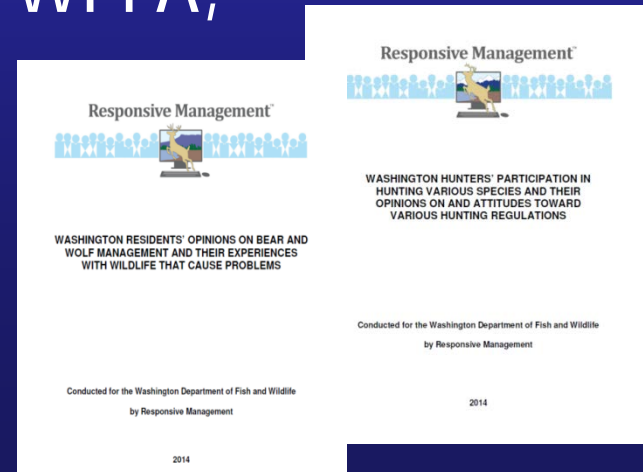 Responsive Management™
WASHINGTON RESIDENTS' OPINIONS ON BEAR AND
WOLF MANAGEMENT AND THEIR EXPERIENCES
WITH WILDLIFE THAT CAUSE PROBLEMS
Conducted for the Washington Department of Fish and Wildlife
by Responsive Management
2014
Responsive Management™
WASHINGTON HUNTERS' PARTICIPATION IN
HUNTING VARIOUS SPECIES AND THEIR
OPINIONS ON AND ATTITUDES TOWARD
VARIOUS HUNTING REGULATIONS
Conducted for the Washington Department of Fish and Wildlife
by Responsive Management
2014